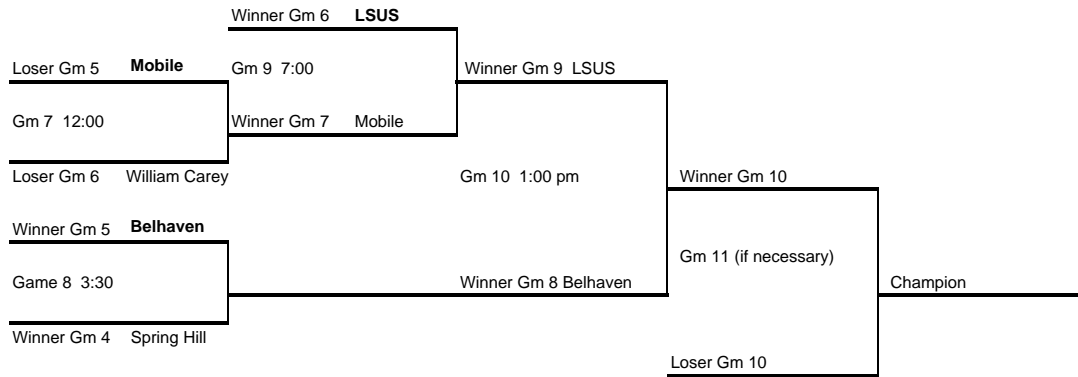 Winner Gm 6 LSUS
Loser Gm 5 Mobile
Gm 9 7:00
Winner Gm 9 LSUS
Gm 7 12:00
Winner Gm 7 Mobile
Loser Gm 6 William Carey
Gm 10 1:00 pm
Winner Gm 10
Winner Gm 5 Belhaven
Gm 11 (if necessary)
Game 8 3:30
Winner Gm 8 Belhaven
Champion
Winner Gm 4 Spring Hill
Loser Gm 10